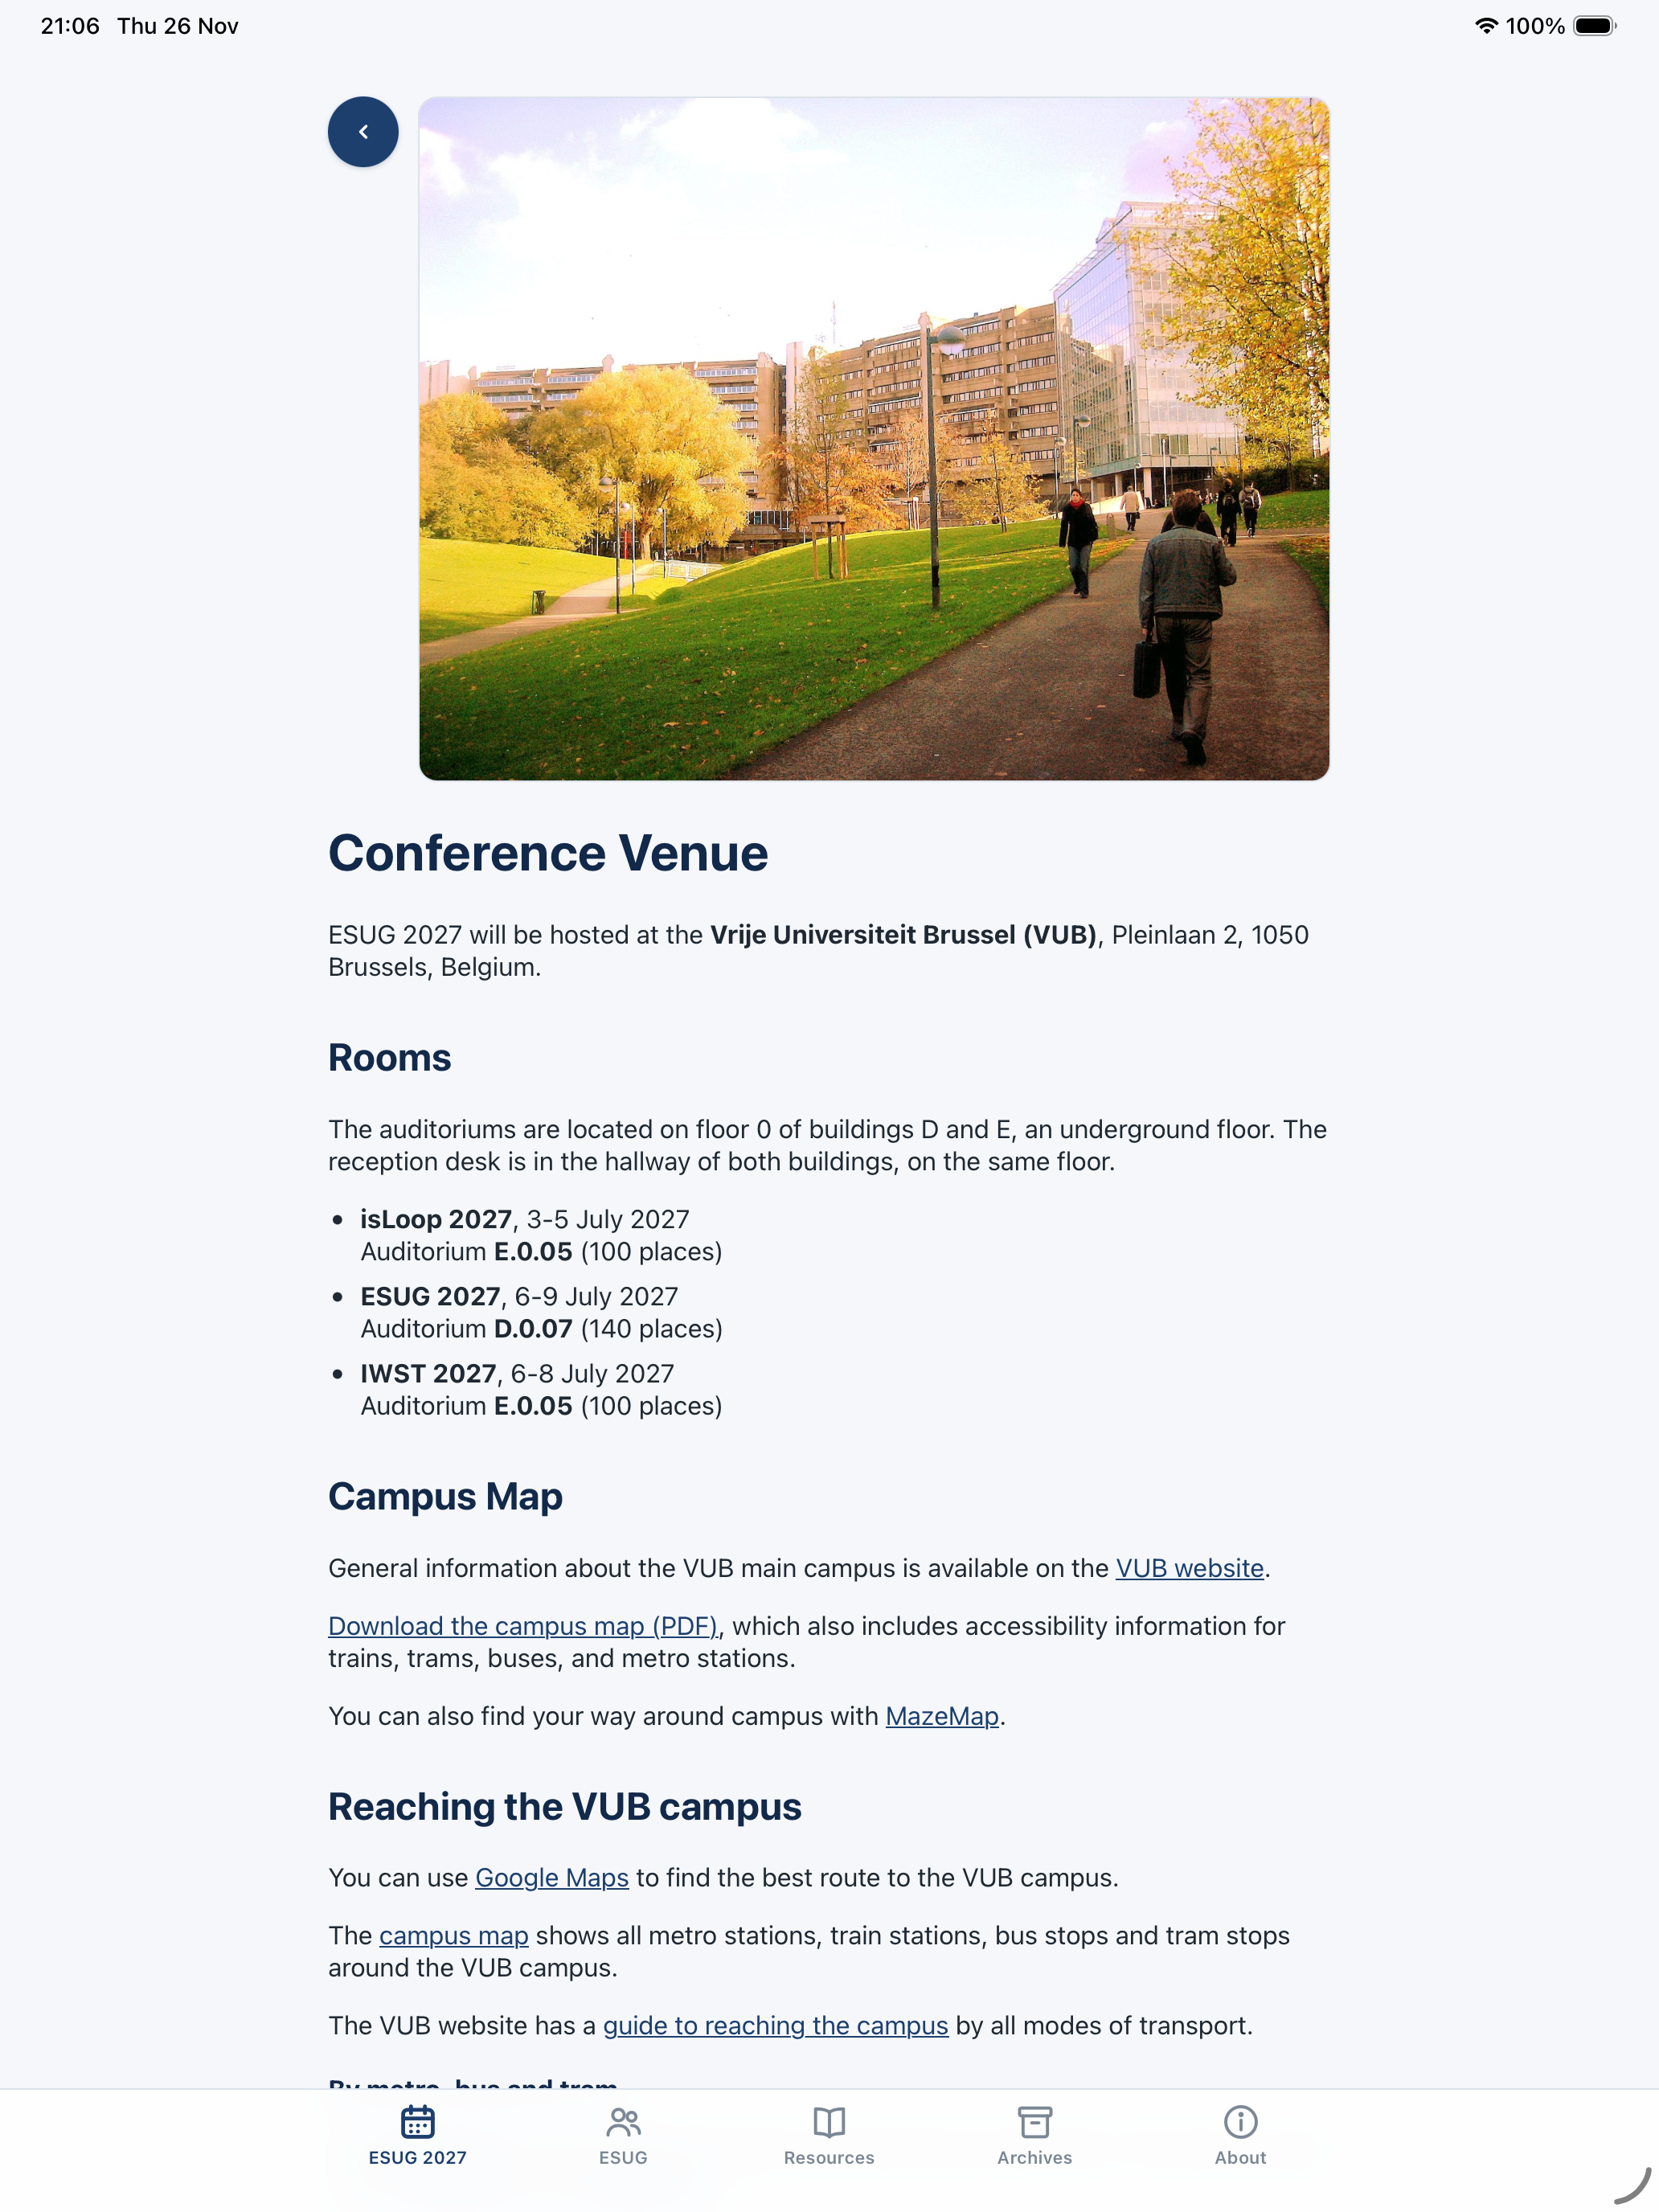 21:06 Thu 26 Nov
100%
Conference Venue
ESUG 2027 will be hosted at the Vrije Universiteit Brussel (VUB), Pleinlaan 2, 1050
Brussels, Belgium.
Rooms
The auditoriums are located on floor 0 of buildings D and E, an underground floor. The
reception desk is in the hallway of both buildings, on the same floor.
• isLoop 2027, 3-5 July 2027
Auditorium E.0.05 (100 places)
• ESUG 2027, 6-9 July 2027
Auditorium D.0.07 (140 places)
• IWST 2027, 6-8 July 2027
Auditorium E.0.05 (100 places)
Campus Map
General information about the VUB main campus is available on the VUB website.
Download the campus map (PDF), which also includes accessibility information for
trains, trams, buses, and metro stations.
You can also find your way around campus with MazeMap.
Reaching the VUB campus
You can use Google Maps to find the best route to the VUB campus.
The campus map shows all metro stations, train stations, bus stops and tram stops
around the VUB campus.
The VUB website has a guide to reaching the campus by all modes of transport.
By metro, bus and tram
ESUG 2027
ESUG
Resources
Archives
About